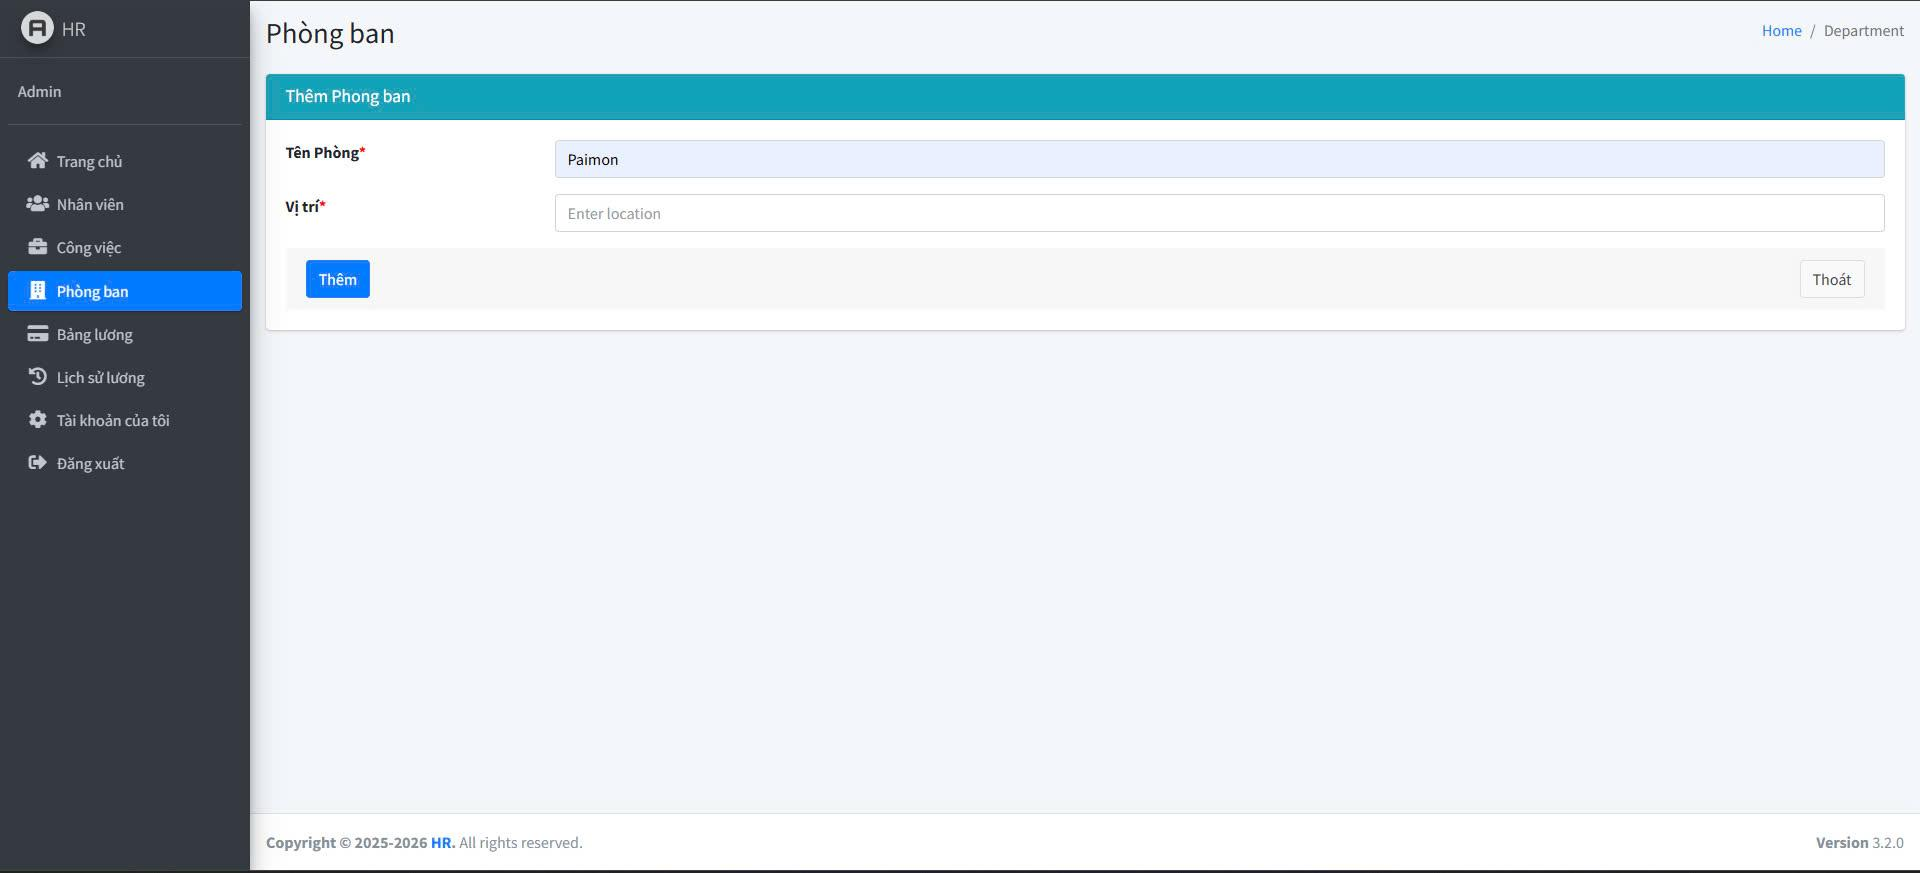 HR
Admin
Trang chủ
Nhân viên
Công việc
Phòng ban
Bảng lương
Lịch sử lương
Tài khoản của tôi
Đăng xuất
Phòng ban
Home / Department
Thêm Phong ban
Tên Phòng*
Paimon
Vị trí*
Enter location
Thêm
Thoát
Copyright © 2025-2026 HR. All rights reserved.
Version 3.2.0